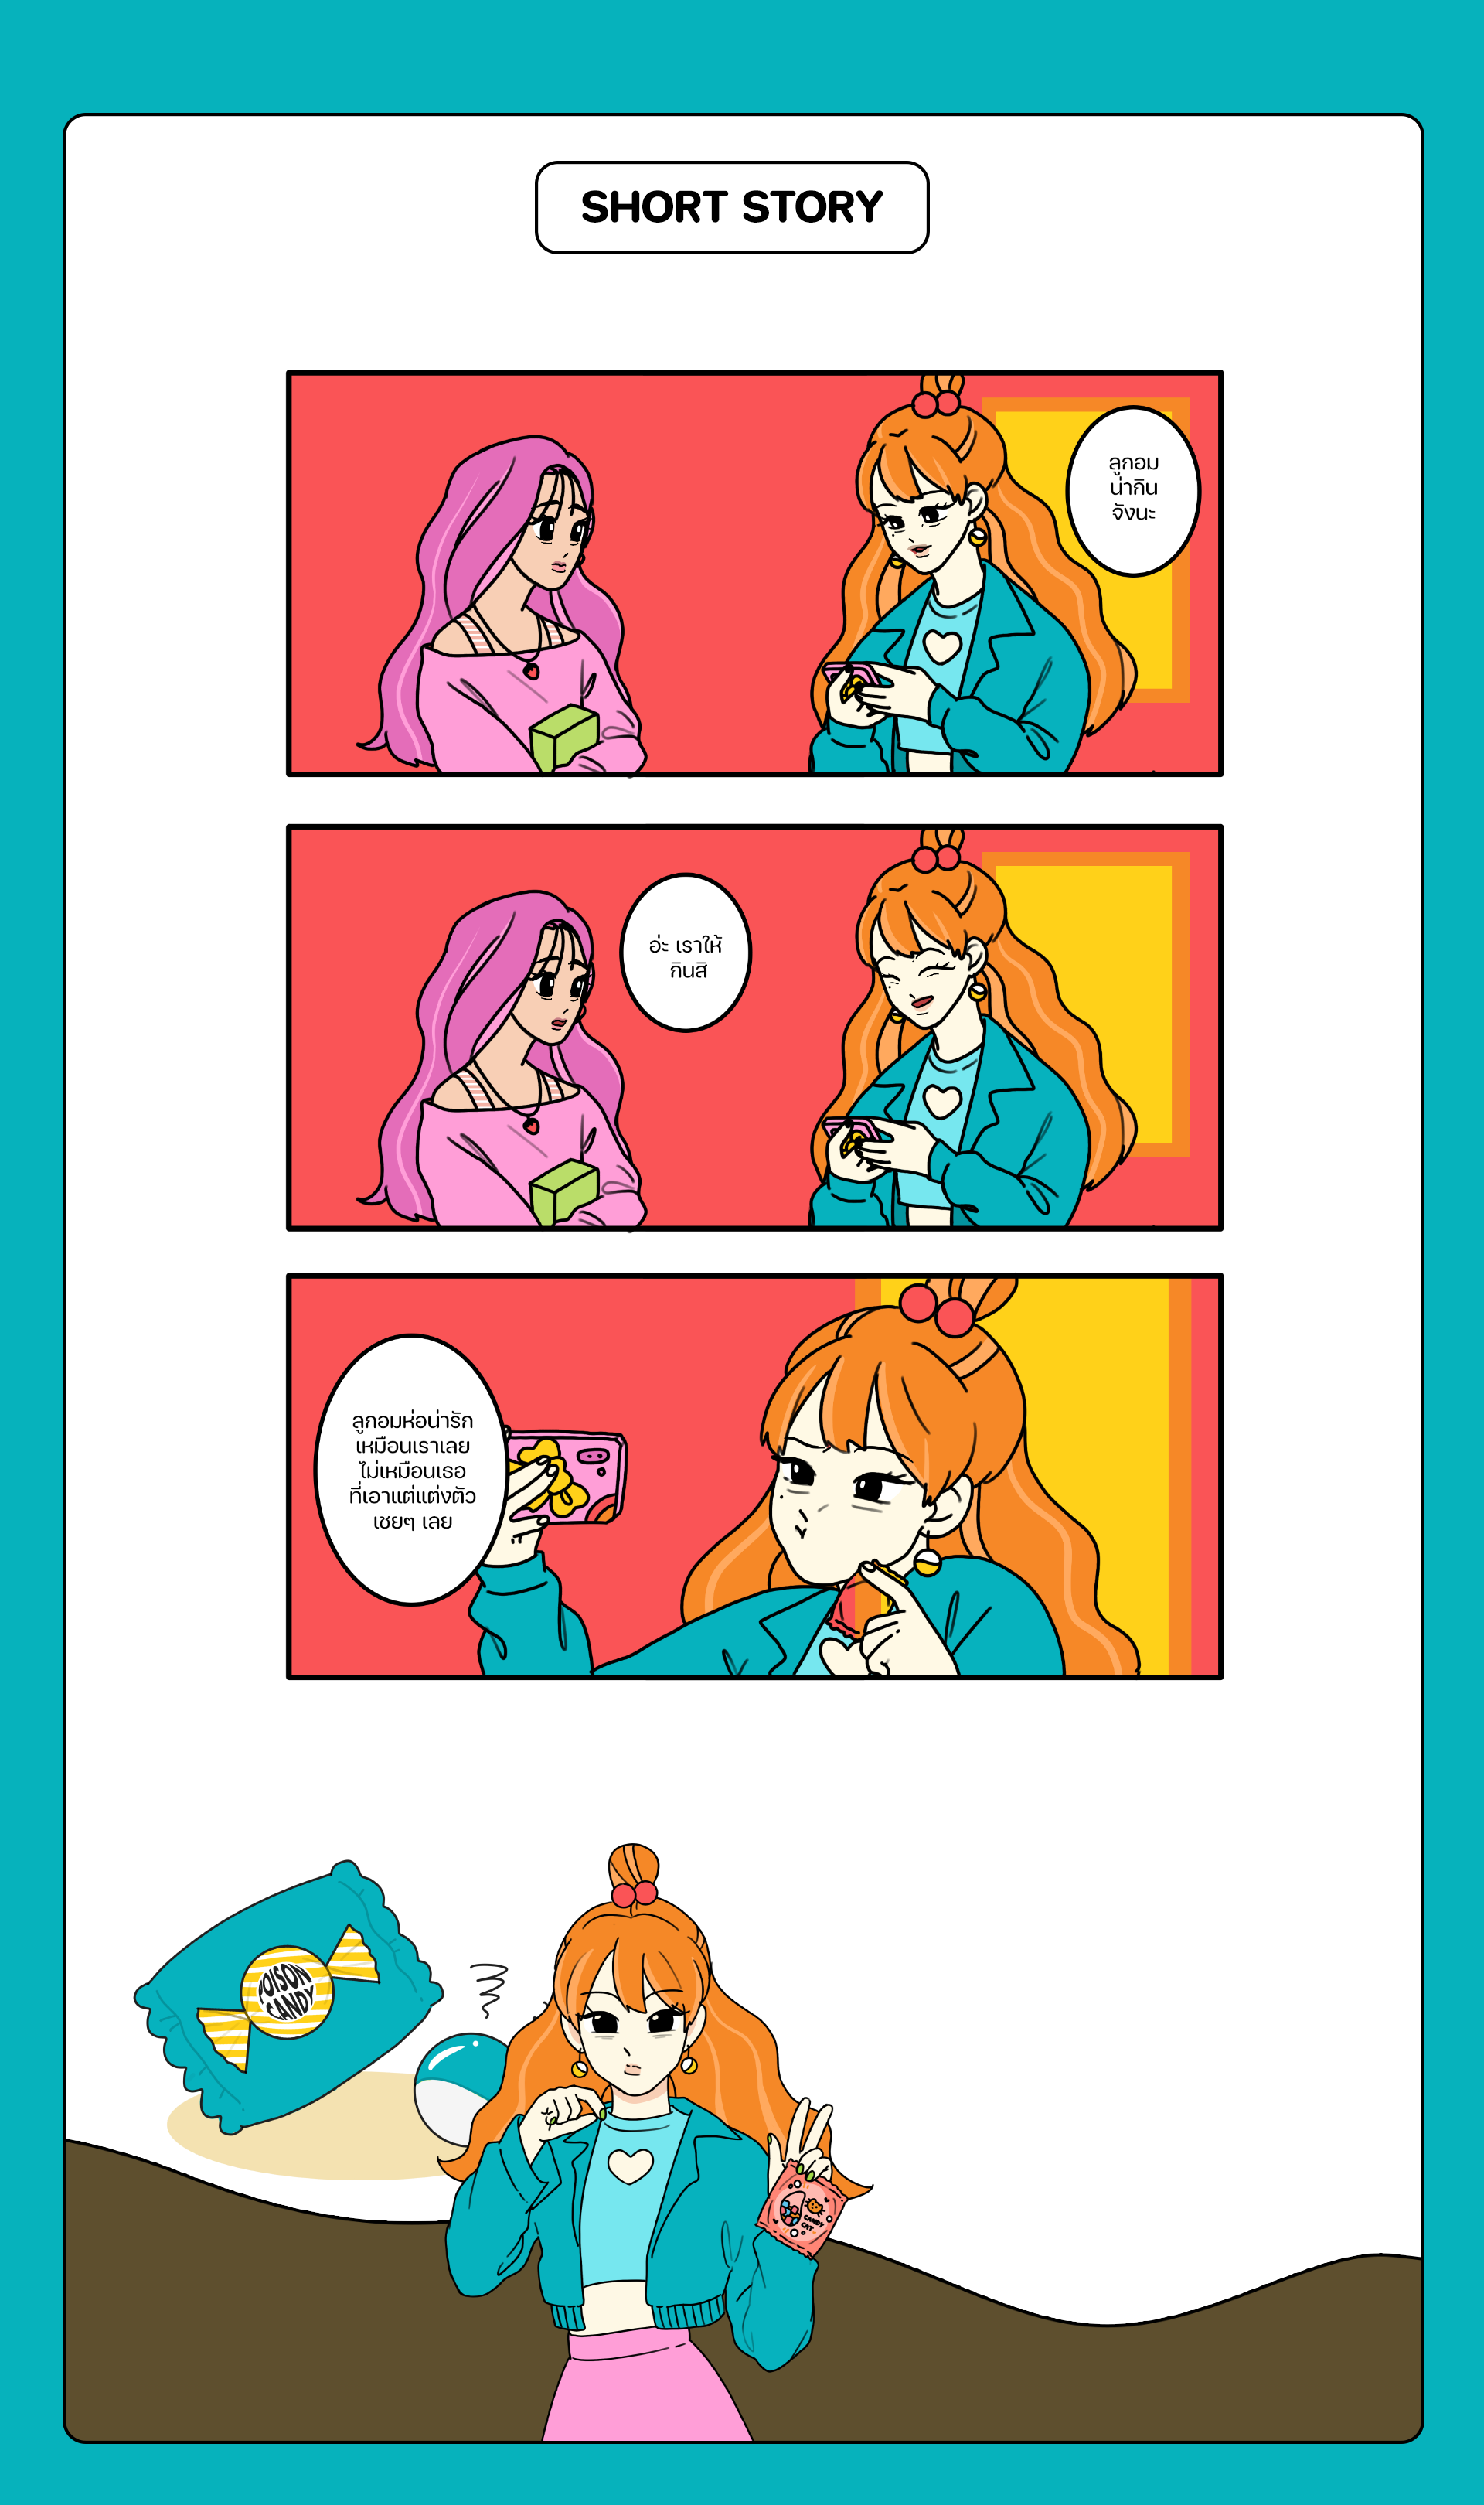 SHORT STORY
ลูกอม
น่ากิน
จังนะ
อ่ะ เราให้
กินสิ
ลูกอมห่อน่ารัก
เหมือนเราเลย
ไม่เหมือนเธอ
ที่เอาแต่แต่งตัว
เชยๆ เลย
POISON
CANDY
CANDY
CAT